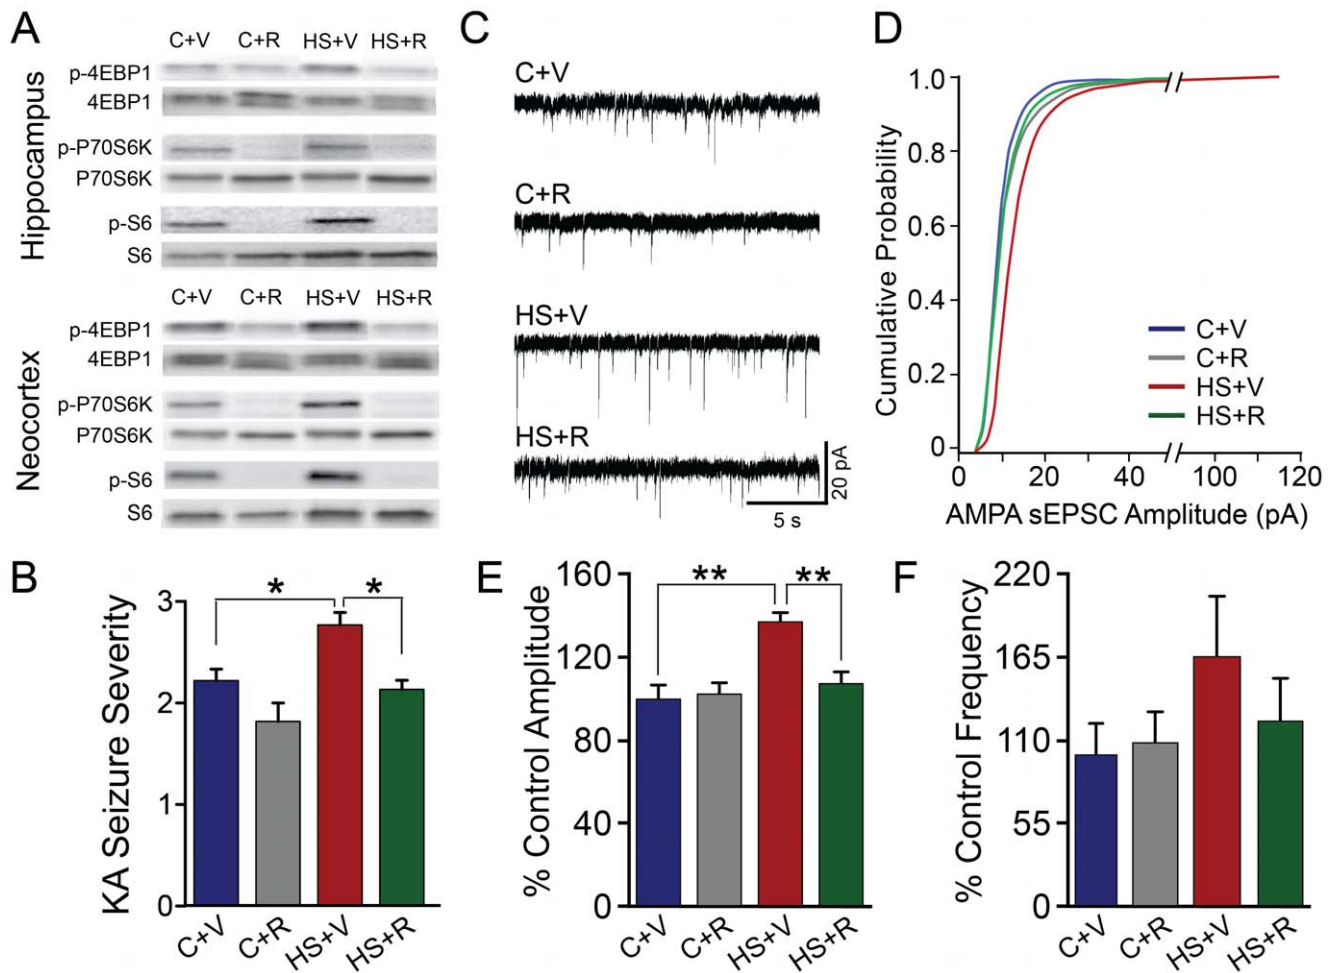 A
C+V C+R HS+V HS+R
Hippocampus
p-4EBP1
4EBP1
p-P70S6K
P70S6K
p-S6
S6
C+V C+R HS+V HS+R
Neocortex
p-4EBP1
4EBP1
p-P70S6K
P70S6K
p-S6
S6
C
C+V
C+R
HS+V
HS+R
20 pA
5 s
D
Cumulative Probability
1.0
0.8
0.6
0.4
0.2
0
C+V
C+R
HS+V
HS+R
0 20 40 100 120
AMPA sEPSC Amplitude (pA)
B
KA Seizure Severity
3
2
1
0
* *
C+V C+R HS+V HS+R
E
% Control Amplitude
160
120
80
40
0
** **
C+V C+R HS+V HS+R
F
% Control Frequency
220
165
110
55
0
C+V C+R HS+V HS+R